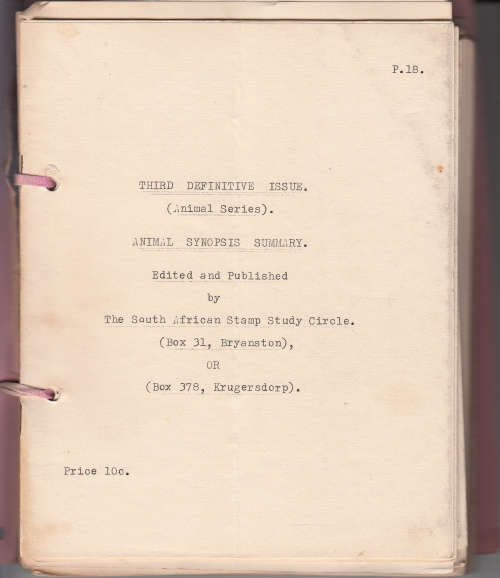 P.18.
THIRD DEFINITIVE ISSUE.
(Animal Series).
ANIMAL SYNOPSIS SUMMARY.
Edited and Published
by
The South African Stamp Study Circle.
(Box 31, Bryanston),
OR
(Box 378, Krugersdorp).
Price 10c.